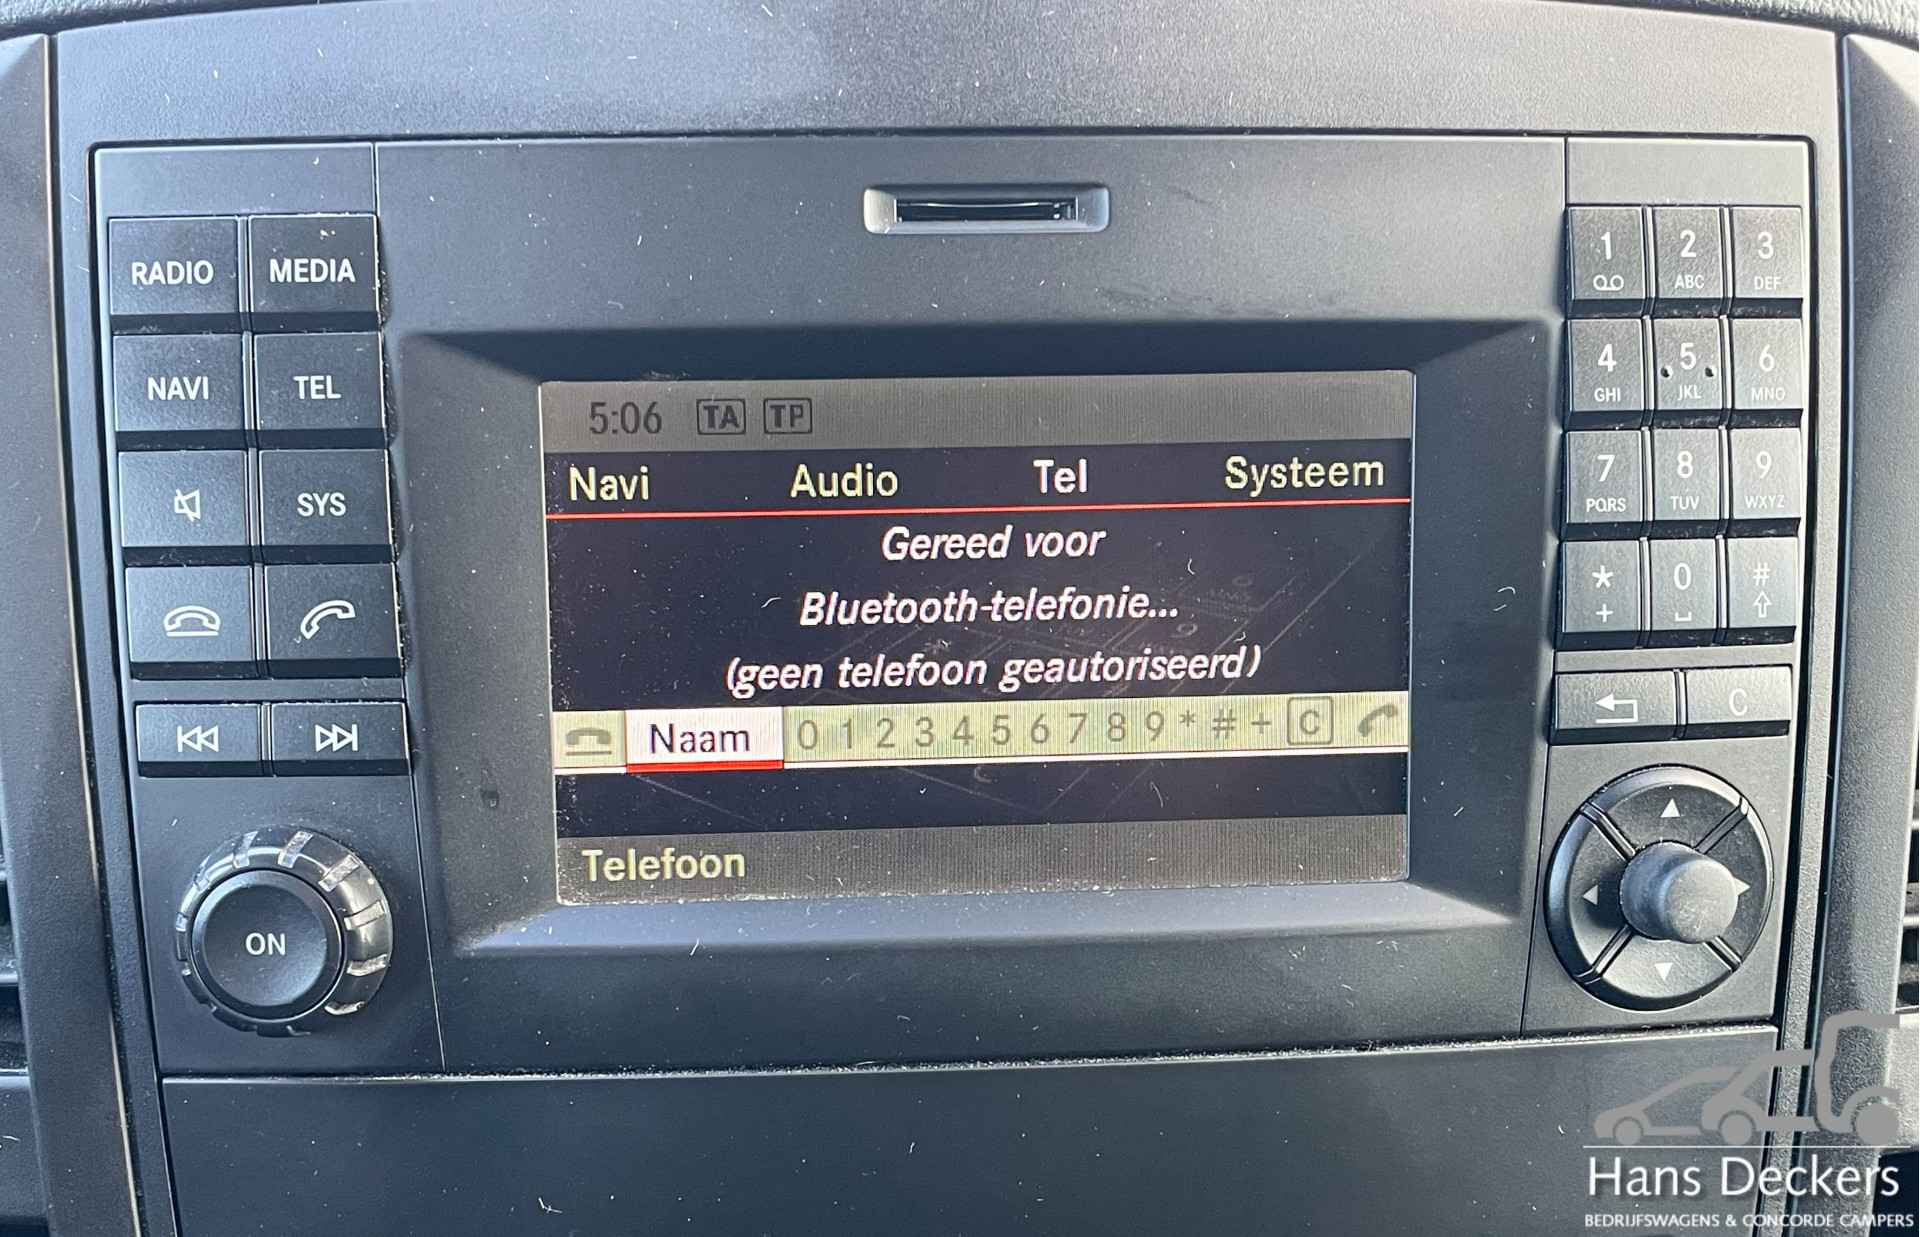 RADIO MEDIA
NAVI TEL
SYS
ON
5:06 TA TP
Navi Audio Tel Systeem
Gereed voor
Bluetooth-telefonie...
(geen telefoon geautoriseerd)
Naam 0 1 2 3 4 5 6 7 8 9 * # + C
Telefoon
1 2 3
ABC DEF
4 5 6
GHI JKL MNO
7 8 9
PQRS TUV WXYZ
* 0 #
+
C
Hans Deckers
BEDRIJFSWAGENS & CONCORDE CAMPERS